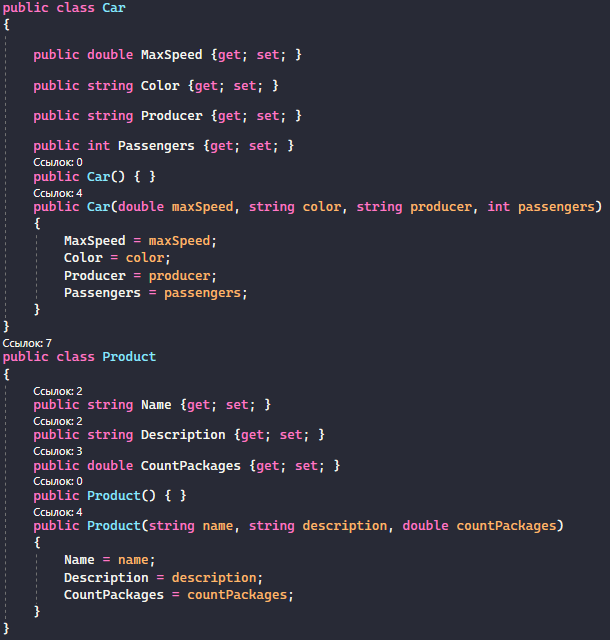 public class Car
{
public double MaxSpeed {get; set; }
public string Color {get; set; }
public string Producer {get; set; }
public int Passengers {get; set; }
Ссылок: 0
public Car() { }
Ссылок: 4
public Car(double maxSpeed, string color, string producer, int passengers)
{
MaxSpeed = maxSpeed;
Color = color;
Producer = producer;
Passengers = passengers;
}
}
Ссылок: 7
public class Product
{
Ссылок: 2
public string Name {get; set; }
Ссылок: 2
public string Description {get; set; }
Ссылок: 3
public double CountPackages {get; set; }
Ссылок: 0
public Product() { }
Ссылок: 4
public Product(string name, string description, double countPackages)
{
Name = name;
Description = description;
CountPackages = countPackages;
}
}